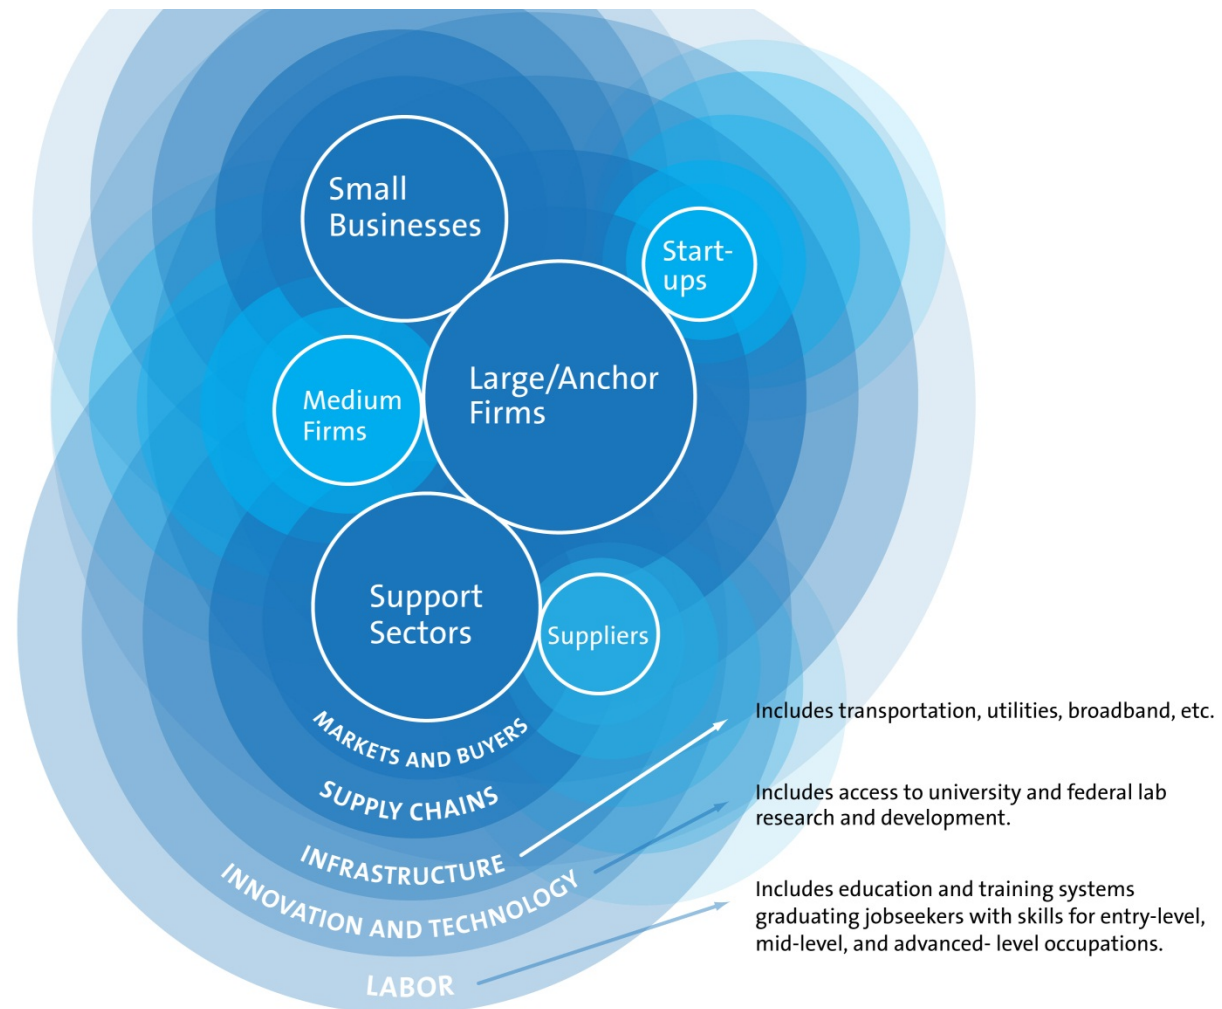 Small
Businesses
Start-
ups
Large/Anchor
Firms
Medium
Firms
Support
Sectors
Suppliers
MARKETS AND BUYERS
SUPPLY CHAINS
INFRASTRUCTURE
INNOVATION AND TECHNOLOGY
LABOR
Includes transportation, utilities, broadband, etc.
Includes access to university and federal lab
research and development.
Includes education and training systems
graduating jobseekers with skills for entry-level,
mid-level, and advanced- level occupations.